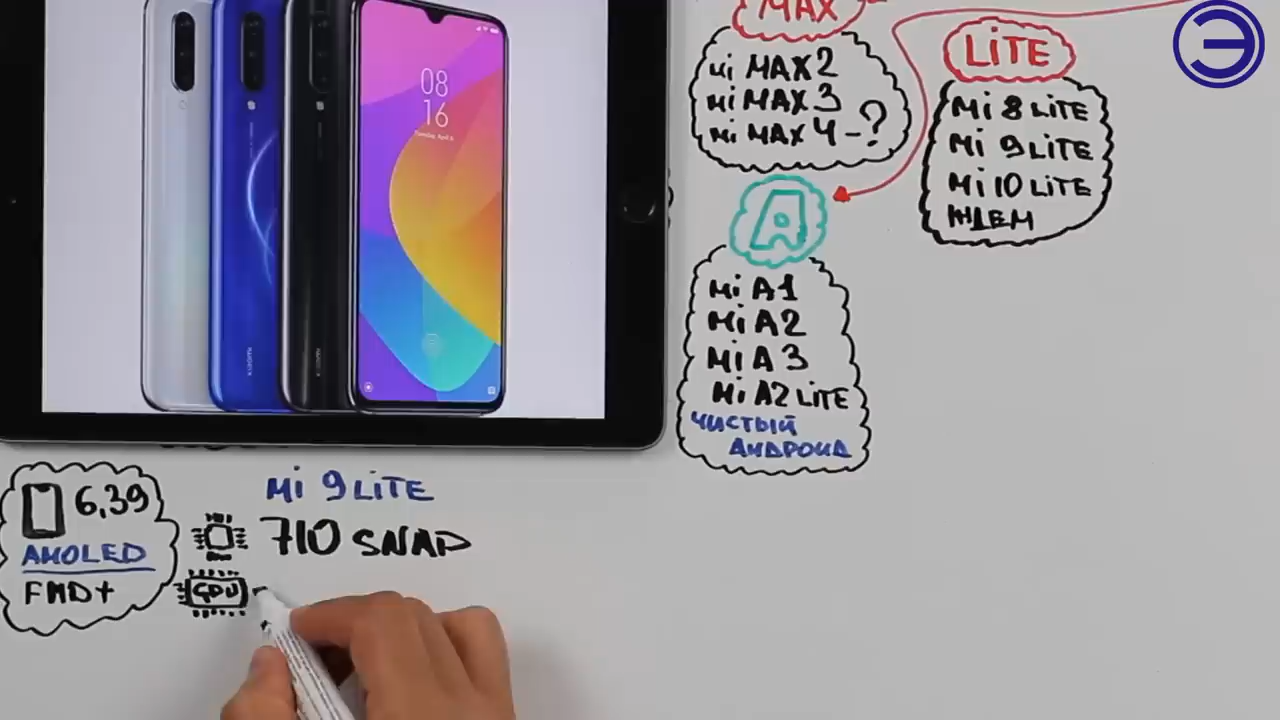 MAX
Mi MAX 2
Mi MAX 3
Mi MAX 4 - ?
LiTE
Mi 8 LiTE
Mi 9 LiTE
Mi 10 LiTE
ЖДЕМ
A
Mi A1
Mi A2
Mi A3
Mi A2 LiTE
ЧИСТЫЙ
АНДРОИД
08
16
XIAOMI
XIAOMI
Э
Mi 9 LiTE
6,39
AMOLED
FHD+
710 SNAP
GPU